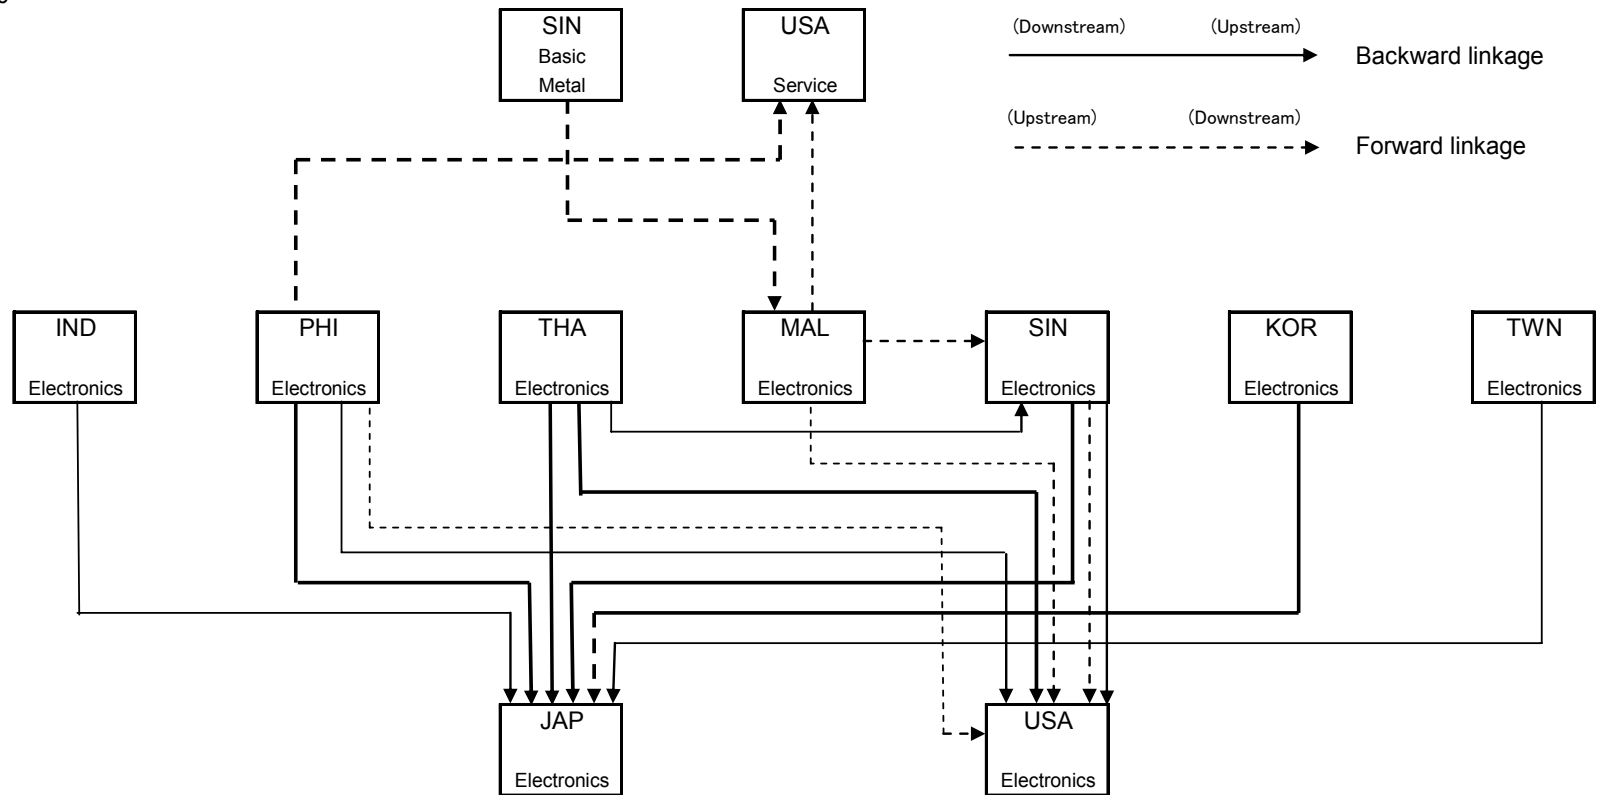 SIN
Basic
Metal
USA
Service
(Downstream) (Upstream)
Backward linkage
(Upstream) (Downstream)
Forward linkage
IND
Electronics
PHI
Electronics
THA
Electronics
MAL
Electronics
SIN
Electronics
KOR
Electronics
TWN
Electronics
JAP
Electronics
USA
Electronics